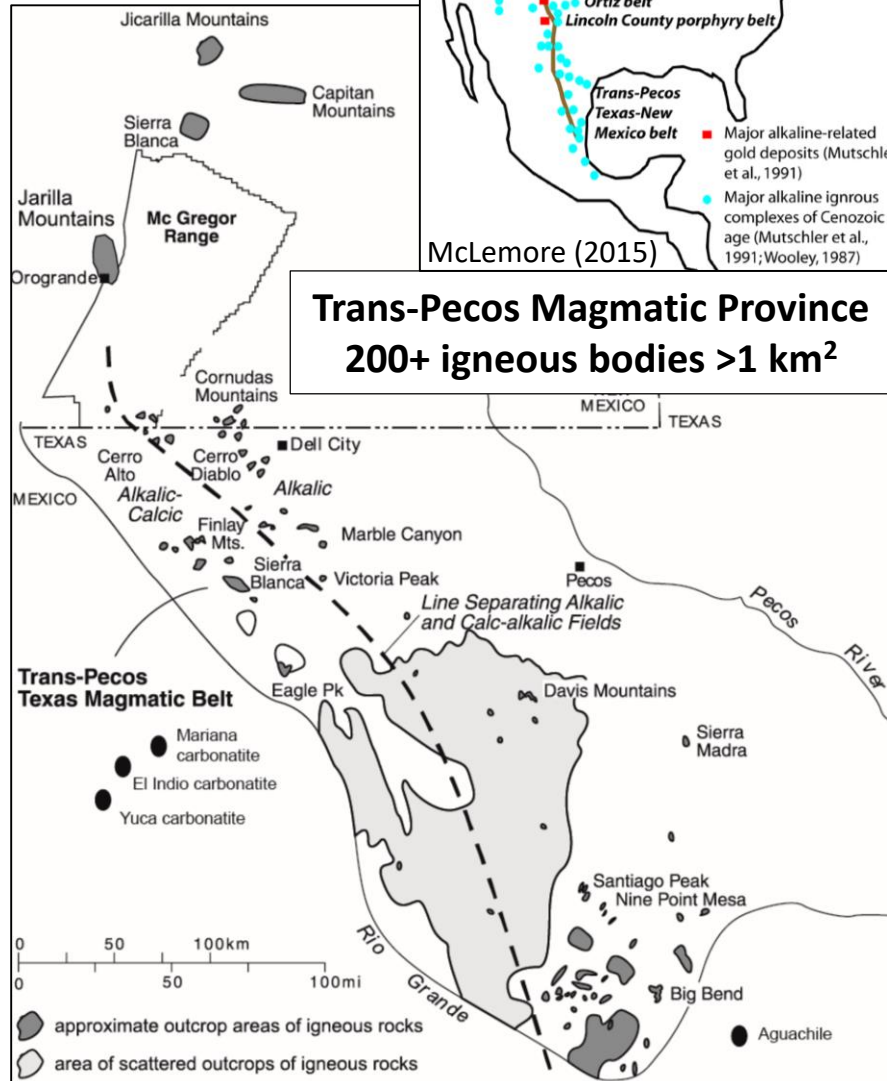 Jicarilla Mountains
Capitan
Mountains
Sierra
Blanca
Jarilla
Mountains
Mc Gregor
Range
Orogrande
Ortiz belt
Lincoln County porphyry belt
Trans-Pecos
Texas-New
Mexico belt
Major alkaline-related
gold deposits (Mutschle
et al., 1991)
Major alkaline ignrous
complexes of Cenozoic
age (Mutschler et al.,
1991;Wooley, 1987)
McLemore (2015)
Trans-Pecos Magmatic Province
200+ igneous bodies >1 km²
Cornudas
Mountains
MEXICO
TEXAS
TEXAS
Dell City
Cerro
Alto
Cerro
Diablo
MEXICO
Alkalic-
Calcic
Alkalic
Finlay
Mts.
Marble Canyon
Sierra
Blanca
Victoria Peak
Pecos
Pecos
River
Line Separating Alkalic
and Calc-alkalic Fields
Trans-Pecos
Texas Magmatic Belt
Eagle Pk
Davis Mountains
Mariana
carbonatite
El Indio carbonatite
Yuca carbonatite
Sierra
Madra
Santiago Peak
Nine Point Mesa
Rio
Grande
0 50 100km
0 50 100mi
Big Bend
Aguachile
approximate outcrop areas of igneous rocks
area of scattered outcrops of igneous rocks